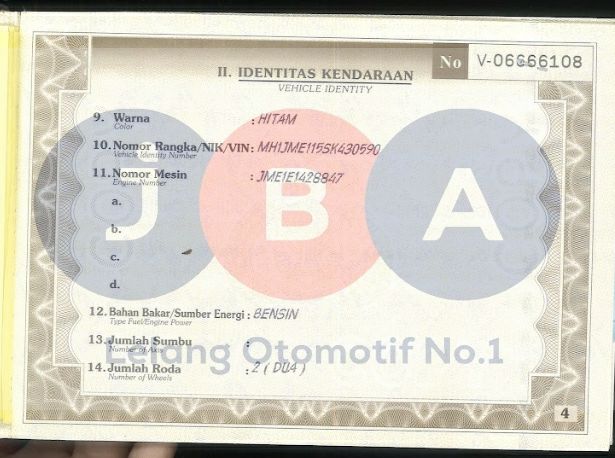 No V-06866108
II. IDENTITAS KENDARAAN
VEHICLE IDENTITY
9. Warna : HITAM
Color
10. Nomor Rangka/NIK/VIN: MH1JME115SK430590
Vehicle Identity Number
11. Nomor Mesin : JME1E1428847
Engine Number
a.
b.
c.
d.
J B A
12. Bahan Bakar/Sumber Energi : BENSIN
Type Fuel/Engine Power
13. Jumlah Sumbu :
Number of Axis
Lelang Otomotif No.1
14. Jumlah Roda : 2 ( DUA )
Number of Wheels
4